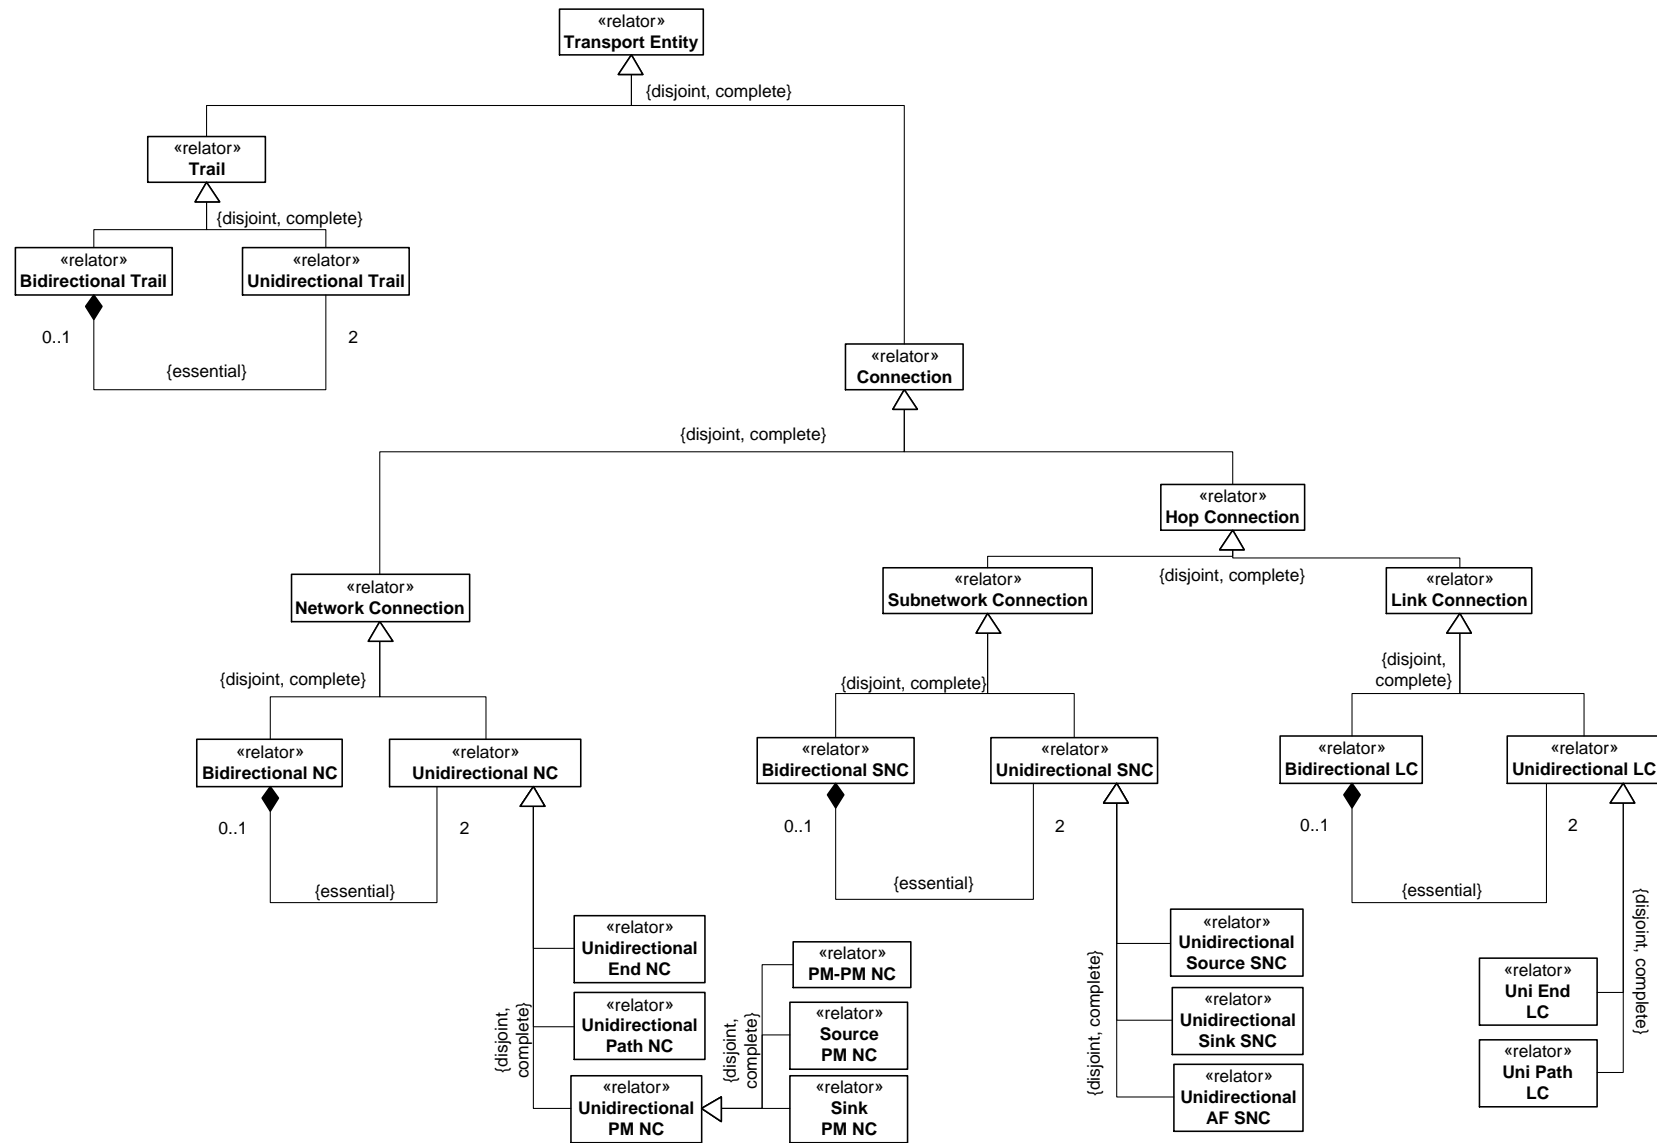 «relator»
Transport Entity
{disjoint, complete}
«relator»
Trail
{disjoint, complete}
«relator»
Bidirectional Trail
«relator»
Unidirectional Trail
0..1
2
{essential}
«relator»
Connection
{disjoint, complete}
«relator»
Hop Connection
{disjoint, complete}
«relator»
Network Connection
«relator»
Subnetwork Connection
«relator»
Link Connection
{disjoint, complete}
{disjoint, complete}
{disjoint,
complete}
«relator»
Bidirectional NC
«relator»
Unidirectional NC
«relator»
Bidirectional SNC
«relator»
Unidirectional SNC
«relator»
Bidirectional LC
«relator»
Unidirectional LC
0..1
2
0..1
2
0..1
2
{essential}
{essential}
{essential}
«relator»
Unidirectional
End NC
«relator»
Unidirectional
Path NC
«relator»
Unidirectional
PM NC
{disjoint,
complete}
«relator»
PM-PM NC
«relator»
Source
PM NC
«relator»
Sink
PM NC
{disjoint,
complete}
«relator»
Unidirectional
Source SNC
«relator»
Unidirectional
Sink SNC
«relator»
Unidirectional
AF SNC
{disjoint, complete}
«relator»
Uni End
LC
«relator»
Uni Path
LC
{disjoint, complete}